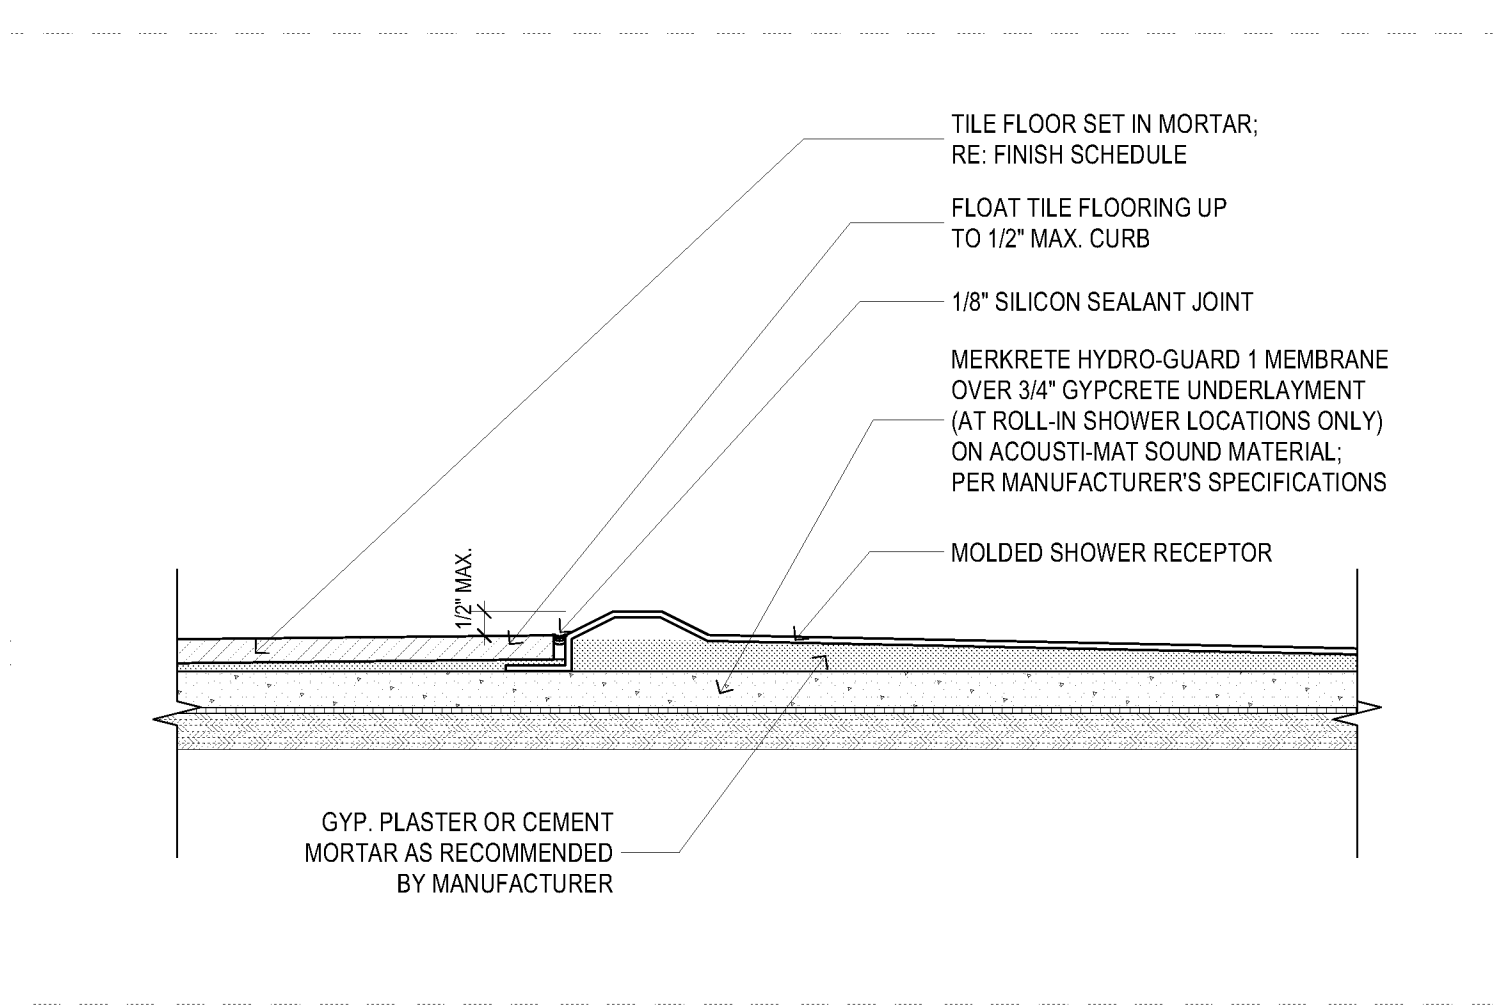 TILE FLOOR SET IN MORTAR;
RE: FINISH SCHEDULE
FLOAT TILE FLOORING UP
TO 1/2" MAX. CURB
1/8" SILICON SEALANT JOINT
MERKRETE HYDRO-GUARD 1 MEMBRANE
OVER 3/4" GYPCRETE UNDERLAYMENT
(AT ROLL-IN SHOWER LOCATIONS ONLY)
ON ACOUSTI-MAT SOUND MATERIAL;
PER MANUFACTURER'S SPECIFICATIONS
MOLDED SHOWER RECEPTOR
1/2" MAX.
GYP. PLASTER OR CEMENT
MORTAR AS RECOMMENDED
BY MANUFACTURER